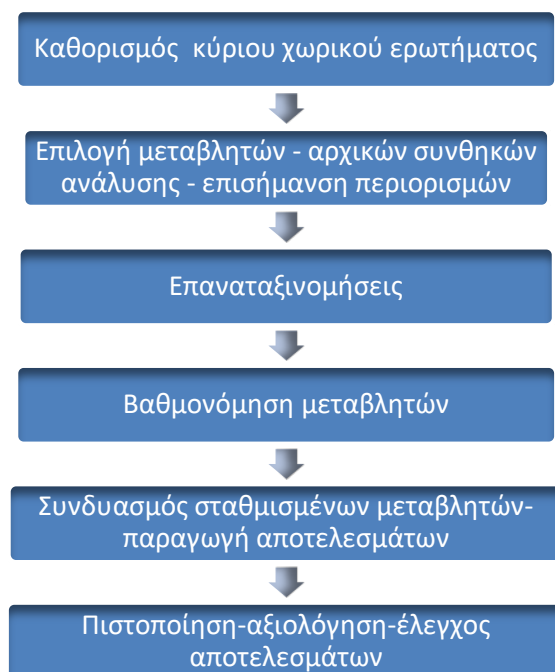 Καθορισμός κύριου χωρικού ερωτήματος
Επιλογή μεταβλητών - αρχικών συνθηκών
ανάλυσης - επισήμανση περιορισμών
Επαναταξινομήσεις
Βαθμονόμηση μεταβλητών
Συνδυασμός σταθμισμένων μεταβλητών-
παραγωγή αποτελεσμάτων
Πιστοποίηση-αξιολόγηση-έλεγχος
αποτελεσμάτων